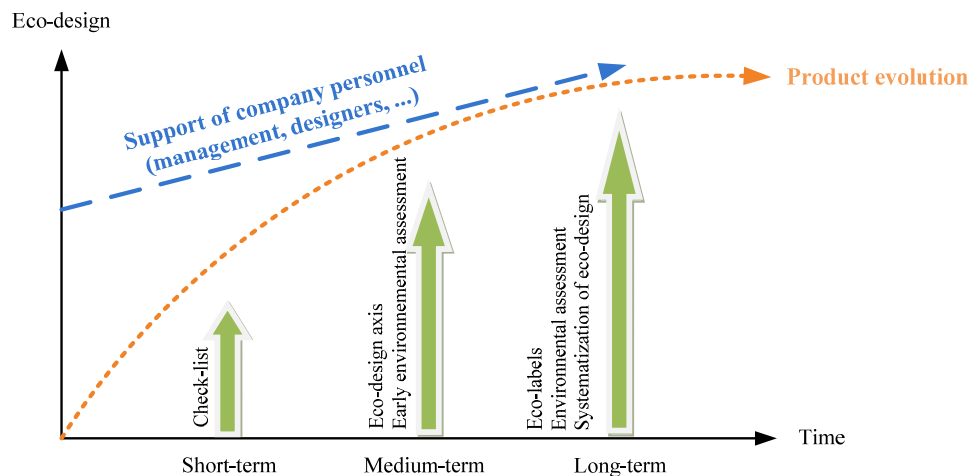 Eco-design
Support of company personnel
(management, designers, ...)
Product evolution
Check-list
Eco-design axis
Early environnemental assessment
Eco-labels
Environnental assessment
Systematization of eco-design
Time
Short-term
Medium-term
Long-term